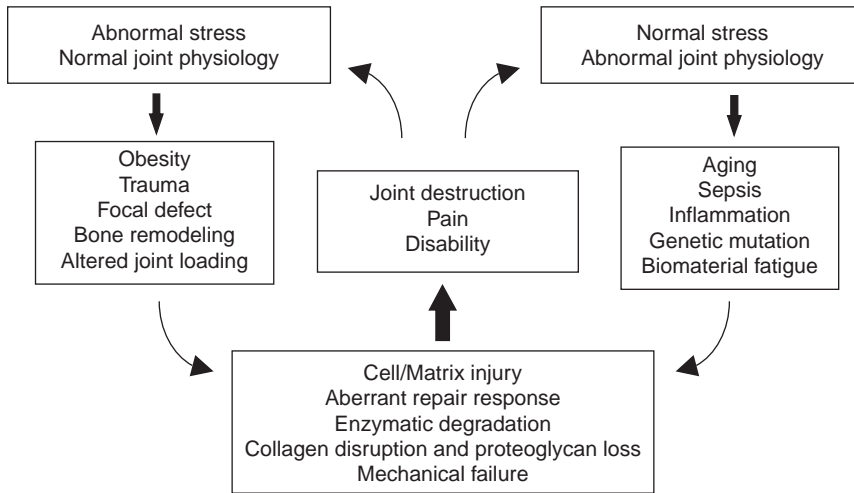 Abnormal stress
Normal joint physiology
Normal stress
Abnormal joint physiology
Obesity
Trauma
Focal defect
Bone remodeling
Altered joint loading
Joint destruction
Pain
Disability
Aging
Sepsis
Inflammation
Genetic mutation
Biomaterial fatigue
Cell/Matrix injury
Aberrant repair response
Enzymatic degradation
Collagen disruption and proteoglycan loss
Mechanical failure